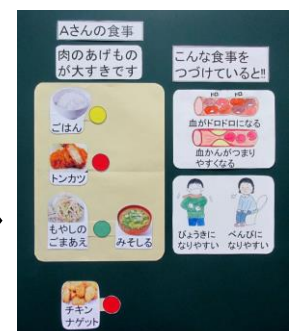 Aさんの食事
肉のあげもの
が大すきです
ごはん
トンカツ
もやしの
ごまあえ
みそしる
チキン
ナゲット
こんな食事を
つづけていると!!
血がドロドロになる
血かんがつまり
やすくなる
びょうきに
なりやすい
べんぴに
なりやすい